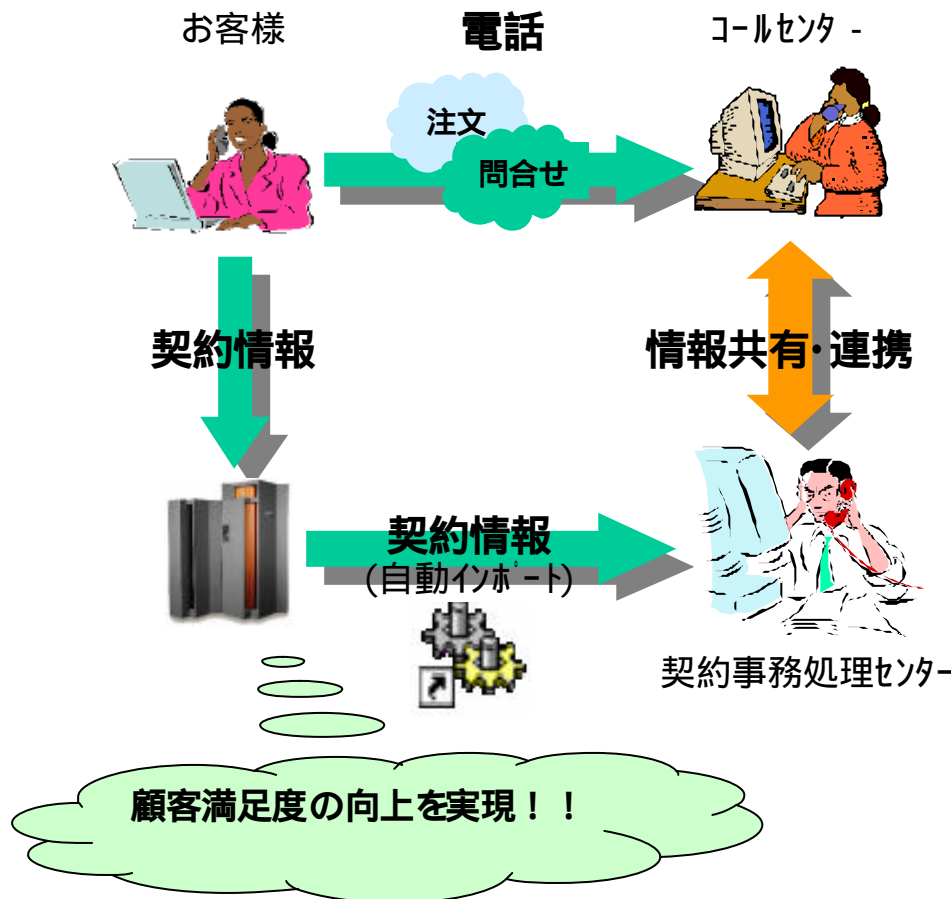 お客様
電話
コールセンタ -
注文
問合せ
契約情報
情報共有・連携
契約情報
(自動ｲﾝﾎﾟｰﾄ)
契約事務処理ｾﾝﾀｰ
顧客満足度の向上を実現！！